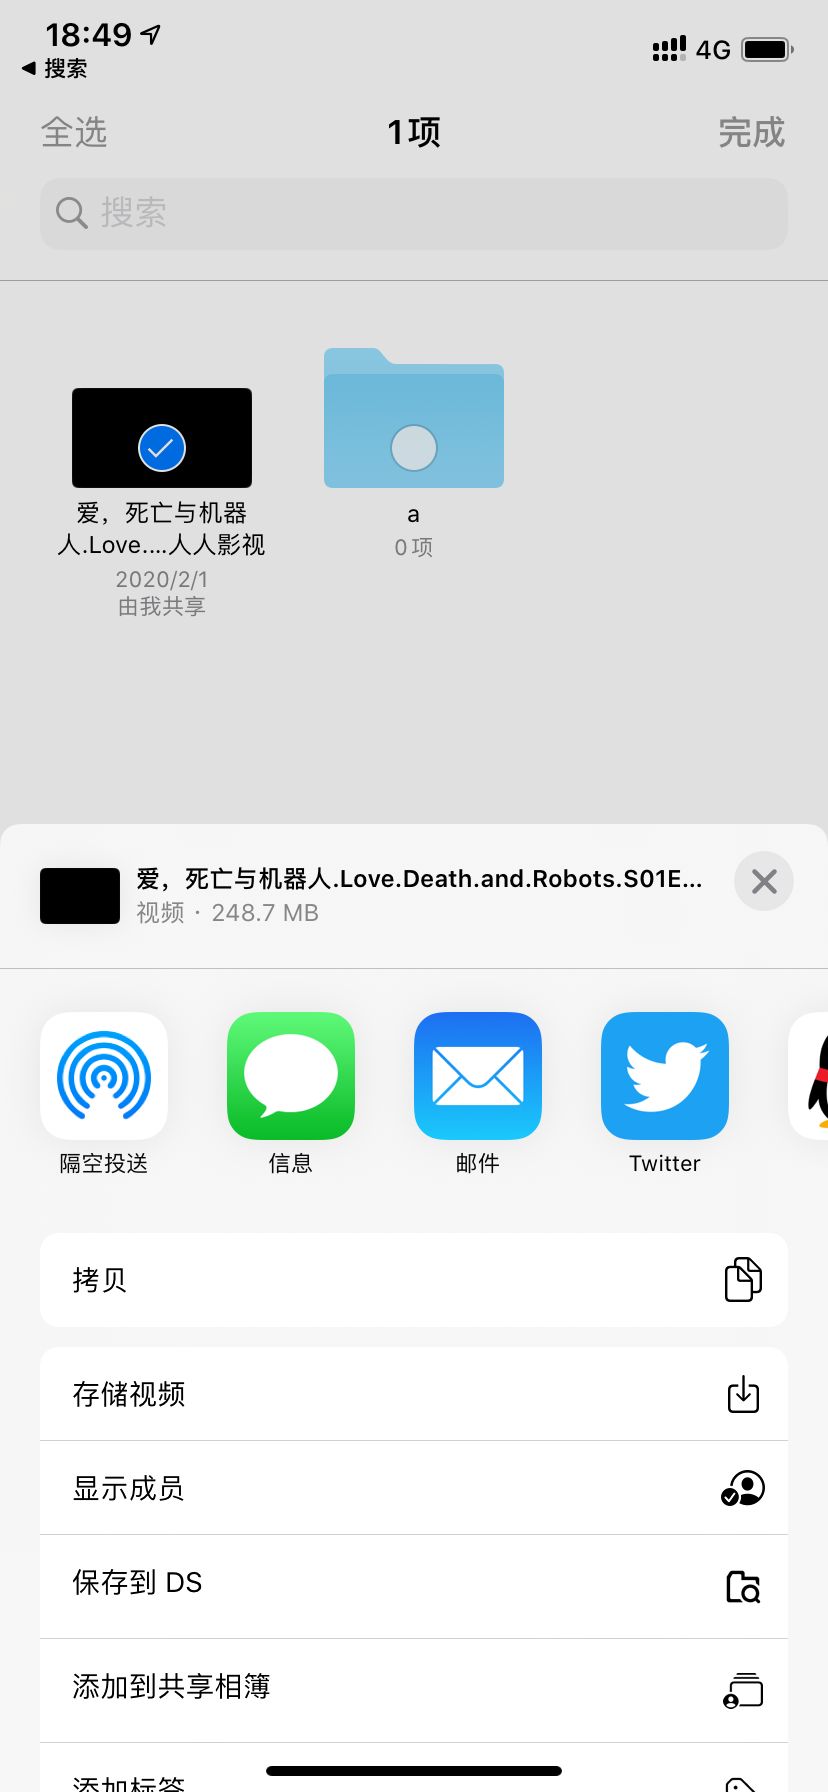 18:49
4G
搜索
全选
1项
完成
搜索
爱，死亡与机器
人.Love....人人影视
2020/2/1
由我共享
a
0项
爱，死亡与机器人.Love.Death.and.Robots.S01E...
视频 · 248.7 MB
隔空投送
信息
邮件
Twitter
拷贝
存储视频
显示成员
保存到 DS
添加到共享相簿
添加标签